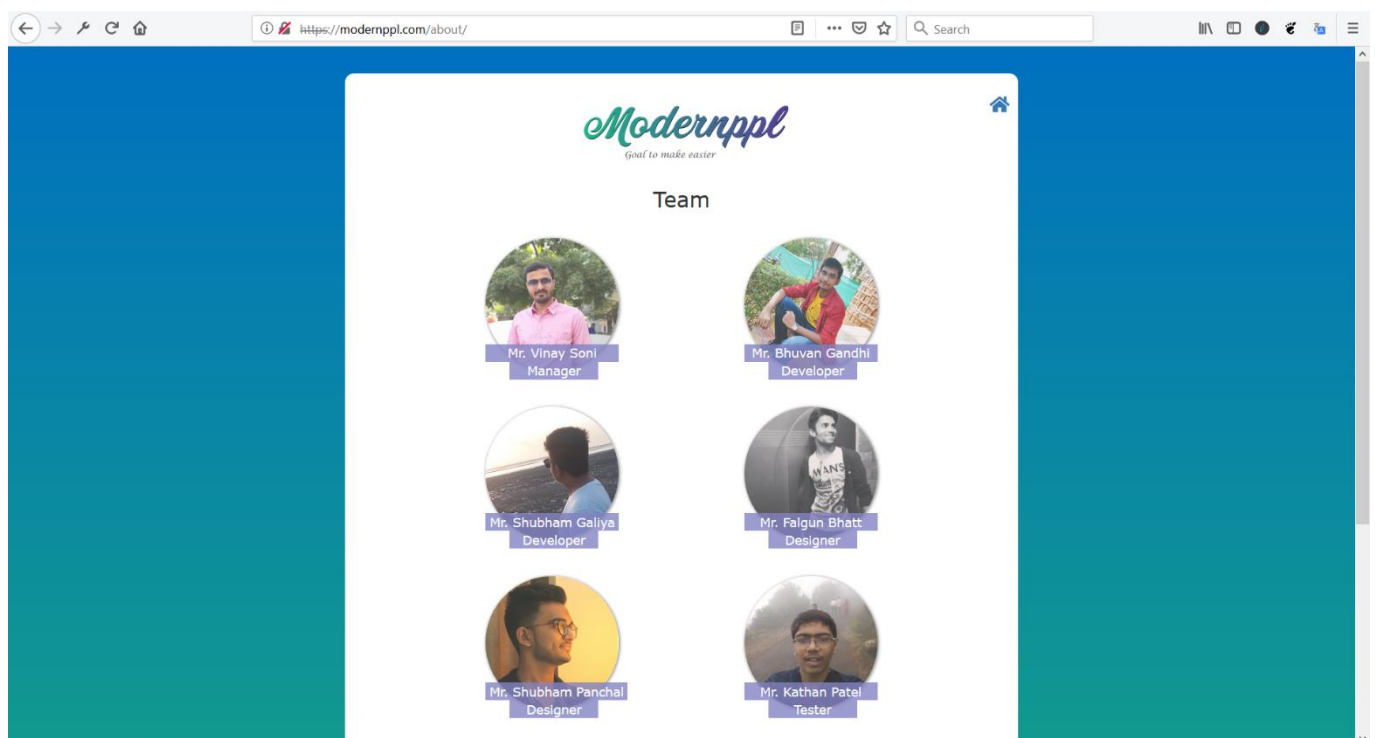 https://modernppl.com/about/
Search
Modernppl
Goal to make easier
Team
Mr. Vinay Soni
Manager
Mr. Bhuvan Gandhi
Developer
Mr. Shubham Galiya
Developer
Mr. Falgun Bhatt
Designer
Mr. Shubham Panchal
Designer
Mr. Kathan Patel
Tester